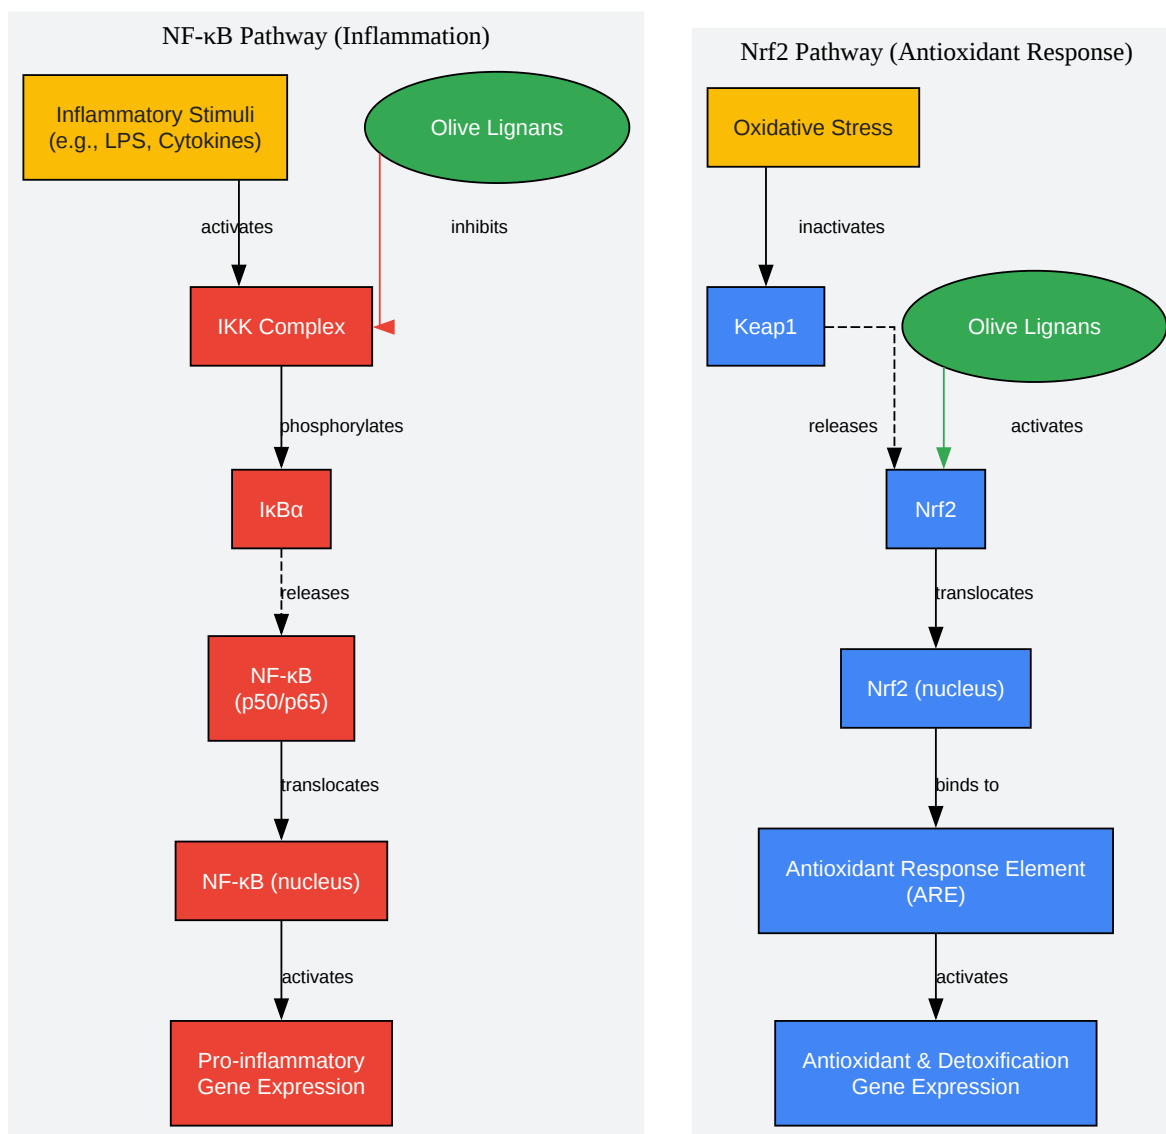 NF-κB Pathway (Inflammation)
Inflammatory Stimuli
(e.g., LPS, Cytokines)
Olive Lignans
activates
inhibits
IKK Complex
phosphorylates
IκBα
releases
NF-κB
(p50/p65)
translocates
NF-κB (nucleus)
activates
Pro-inflammatory
Gene Expression
Nrf2 Pathway (Antioxidant Response)
Oxidative Stress
inactivates
Keap1
Olive Lignans
releases
activates
Nrf2
translocates
Nrf2 (nucleus)
binds to
Antioxidant Response Element
(ARE)
activates
Antioxidant & Detoxification
Gene Expression